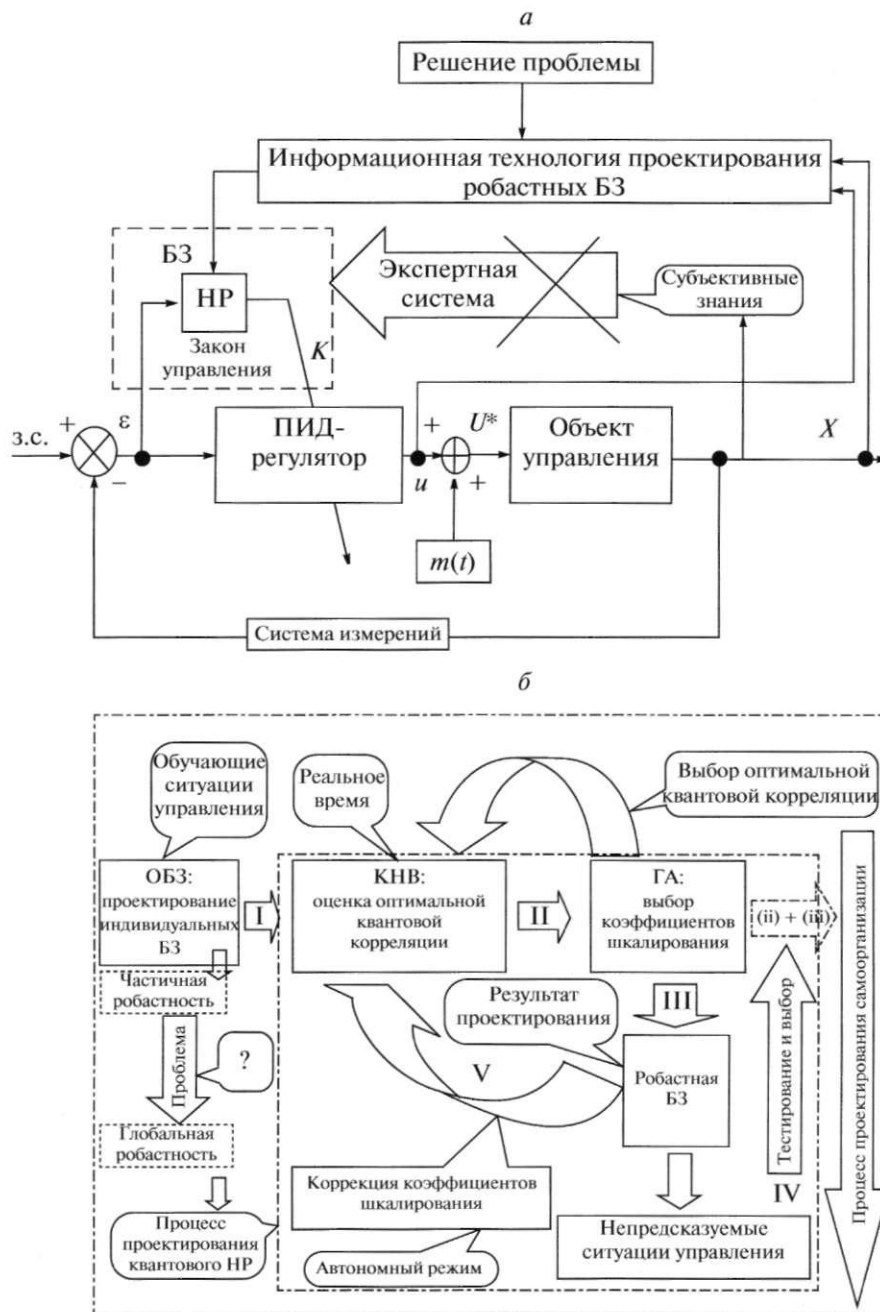 а
Решение проблемы
Информационная технология проектирования
робастных БЗ
БЗ
НР
Закон
управления
K
Экспертная
система
Субъективные
знания
з.с.
+
ε
−
ПИД-
регулятор
+
u
U*
+
Объект
управления
X
m(t)
Система измерений
б
Обучающие
ситуации
управления
Реальное
время
Выбор оптимальной
квантовой корреляции
ОБЗ:
проектирование
индивидуальных
БЗ
I
КНВ:
оценка оптимальной
квантовой
корреляции
II
ГА:
выбор
коэффициентов
шкалирования
(ii) + (iii)
Частичная
робастность
Проблема
?
Глобальная
робастность
Процесс
проектирования
квантового НР
Результат
проектирования
III
V
Робастная
БЗ
Тестирование и выбор
IV
Процесс проектирования самоорганизации
Коррекция коэффициентов
шкалирования
Автономный режим
Непредсказуемые
ситуации управления